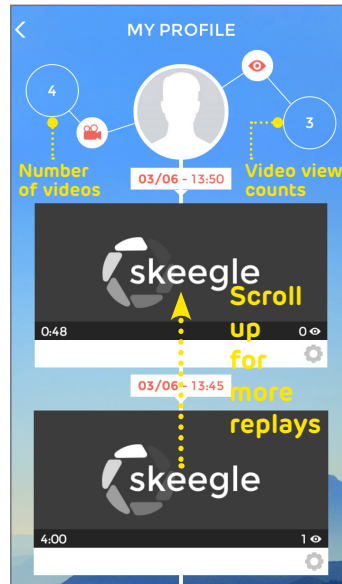 MY PROFILE
4
3
Number
of videos
Video view
counts
03/06 - 13:50
skeegle
Scroll
up
for
more
replays
0:48
0
03/06 - 13:45
skeegle
4:00
1